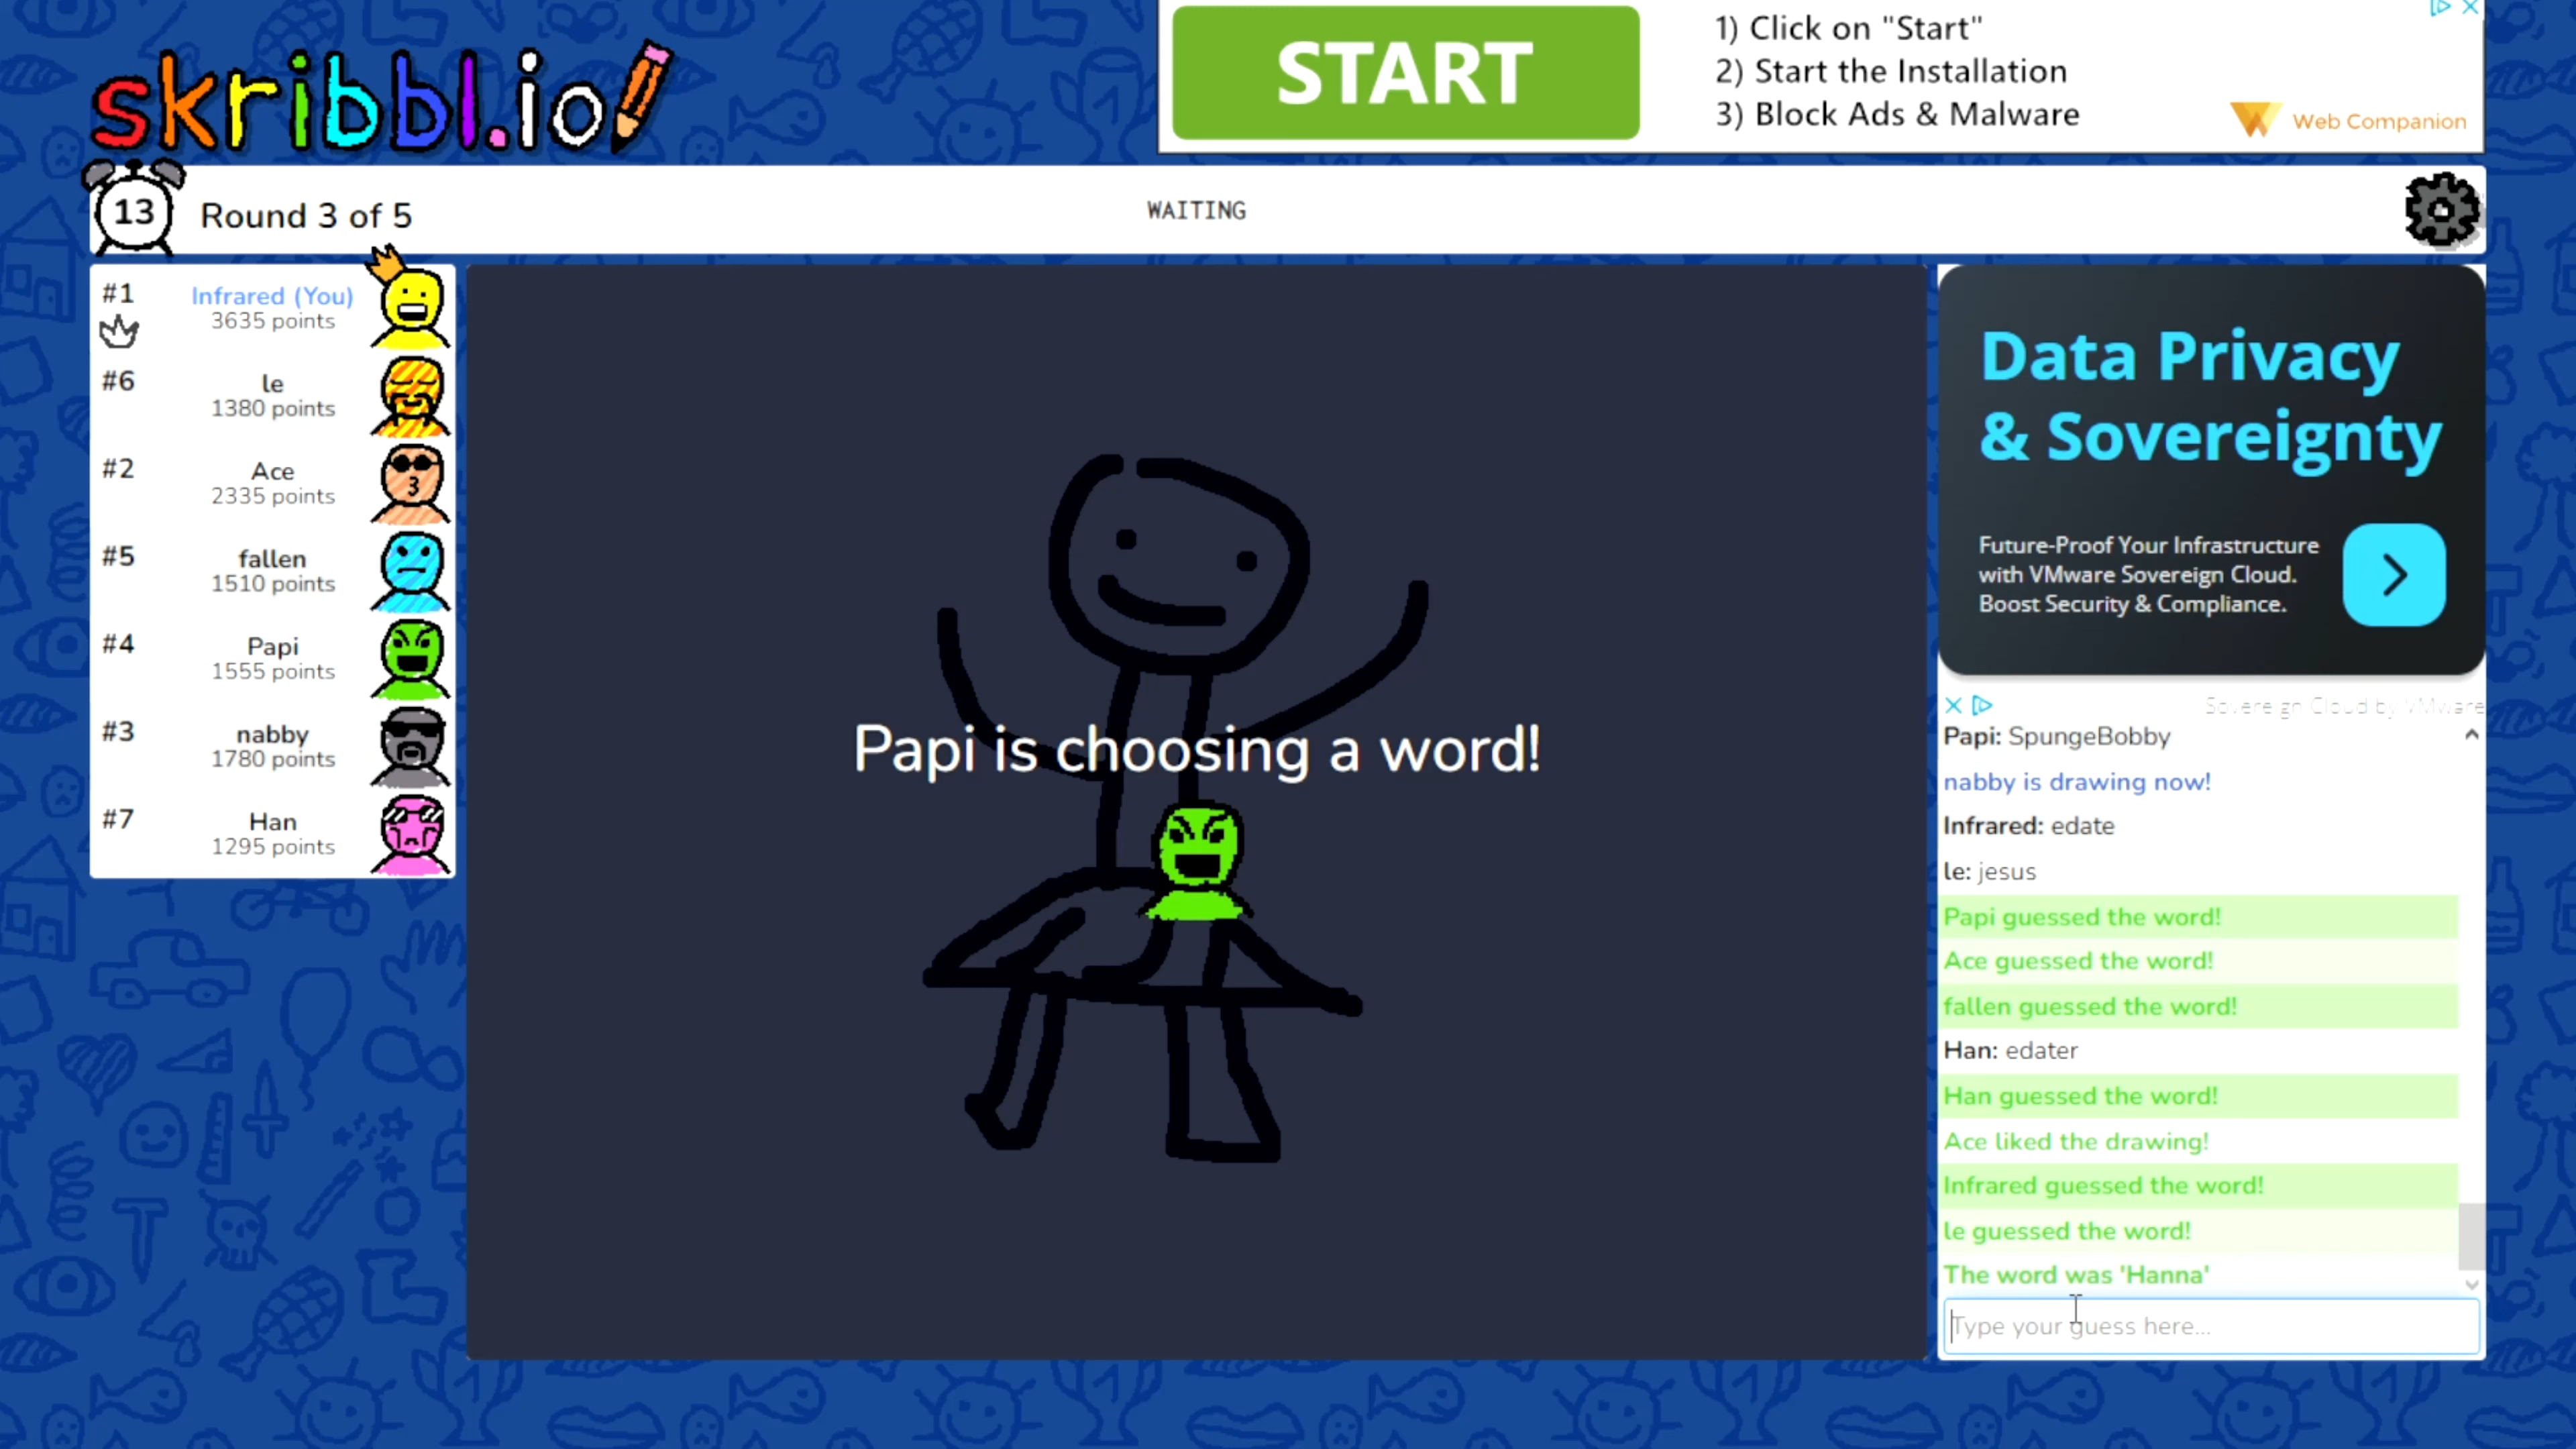 skribbl.io
START
1) Click on "Start"
2) Start the Installation
3) Block Ads & Malware
Web Companion
13
Round 3 of 5
WAITING
#1
Infrared (You)
3635 points
#6
le
1380 points
#2
Ace
2335 points
#5
fallen
1510 points
#4
Papi
1555 points
#3
nabby
1780 points
#7
Han
1295 points
Papi is choosing a word!
Data Privacy
& Sovereignty
Future-Proof Your Infrastructure
with VMware Sovereign Cloud.
Boost Security & Compliance.
Sovereign Cloud by VMware
Papi: SpungeBobby
nabby is drawing now!
Infrared: edate
le: jesus
Papi guessed the word!
Ace guessed the word!
fallen guessed the word!
Han: edater
Han guessed the word!
Ace liked the drawing!
Infrared guessed the word!
le guessed the word!
The word was 'Hanna'
Type your guess here...